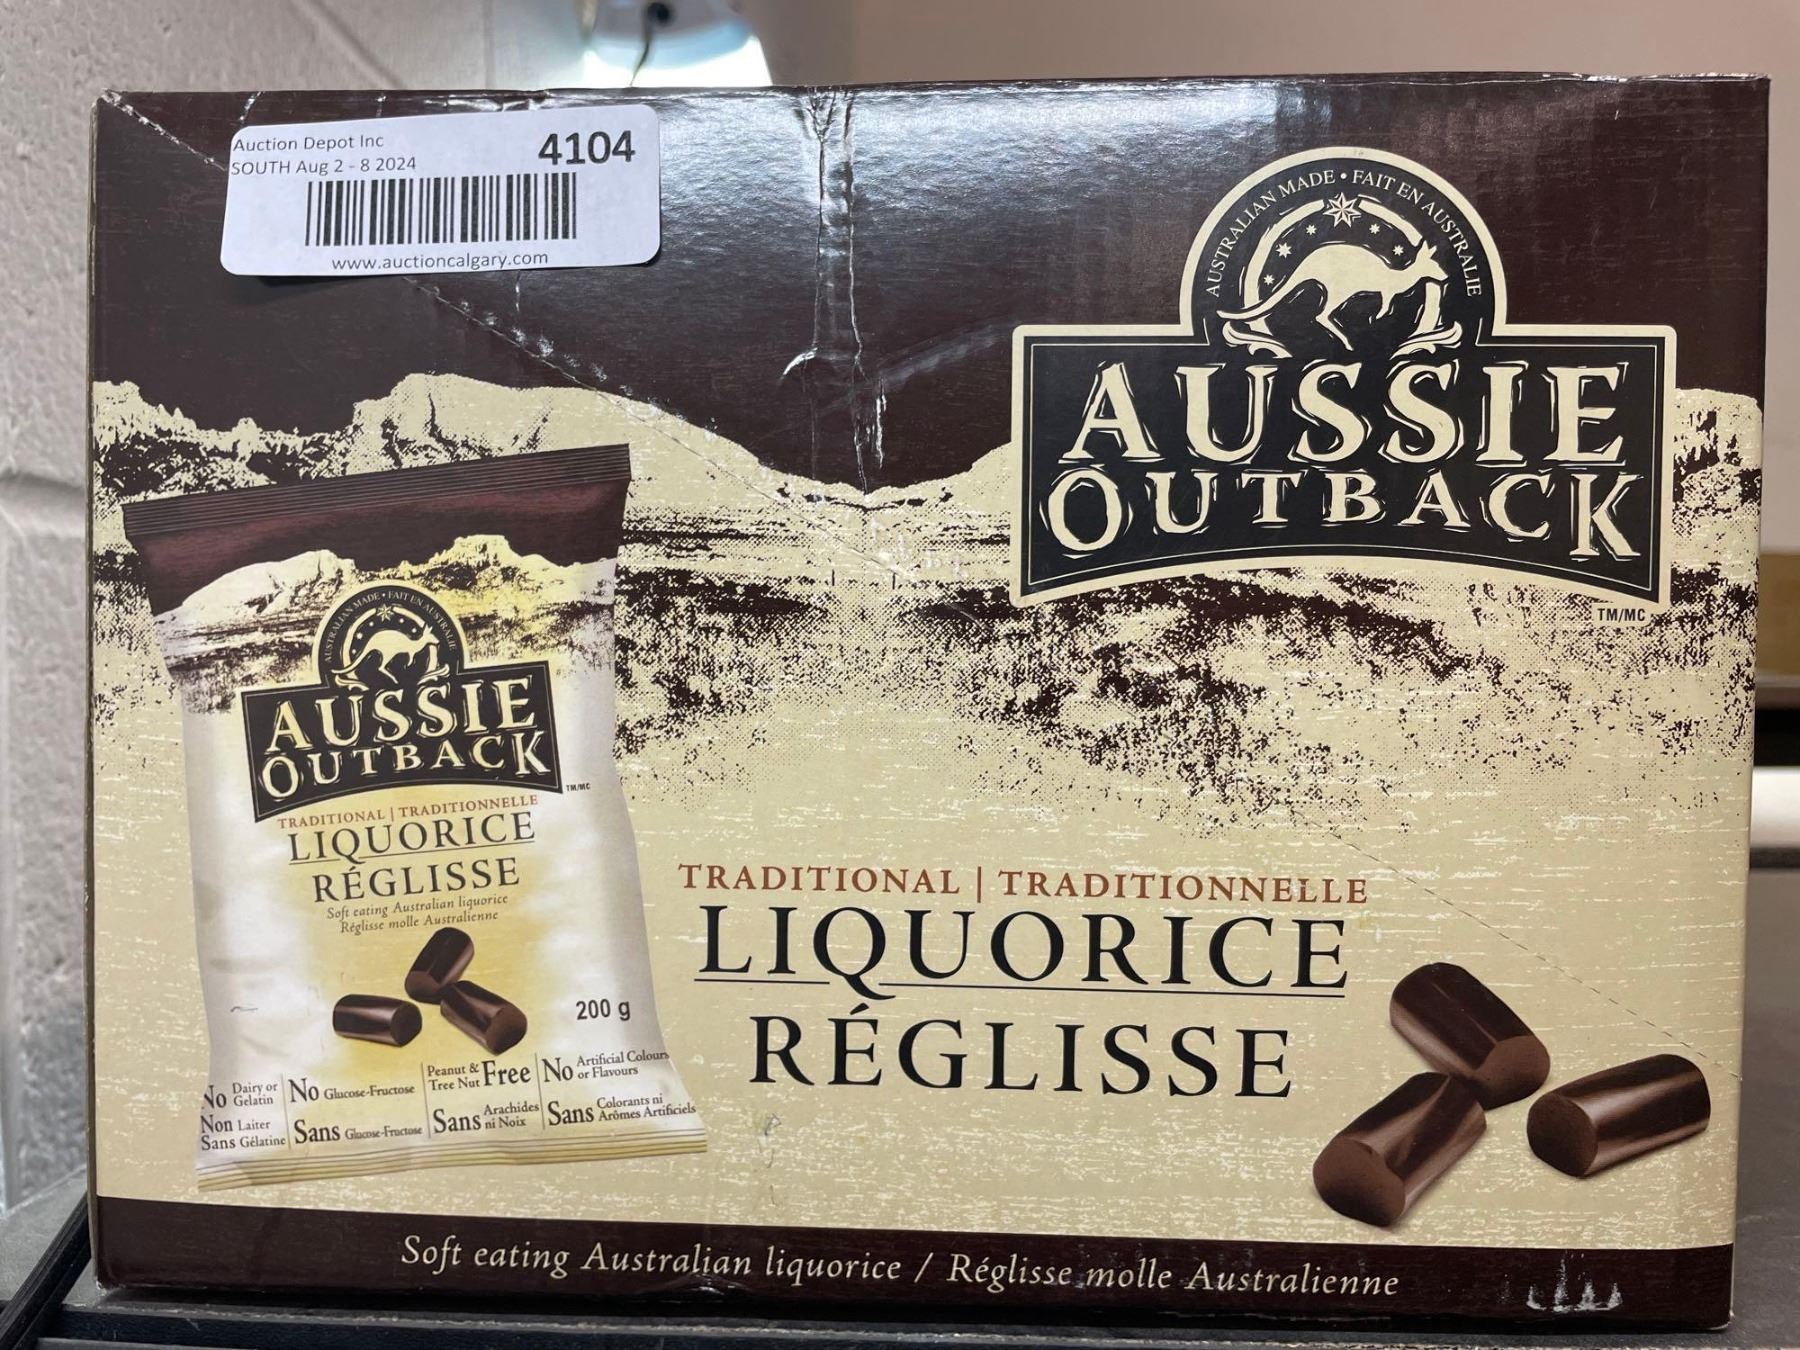 Auction Depot Inc
4104
SOUTH Aug 2 - 8 2024
www.auctioncalgary.com
AUSTRALIAN MADE • FAIT EN AUSTRALIE
AUSSIE
OUTBACK
TM/MC
AUSTRALIAN MADE • FAIT EN AUSTRALIE
AUSSIE
OUTBACK
TM/MC
TRADITIONAL | TRADITIONNELLE
LIQUORICE
RÉGLISSE
Soft eating Australian liquorice
Réglisse molle Australienne
200 g
No Dairy or Gelatin
Non Laiter
Sans Gélatine
No Glucose-Fructose
Sans Glucose-Fructose
Peanut & Tree Nut Free
Sans Arachides ni Noix
No Artificial Colours or Flavours
Sans Colorants ni Arômes Artificiels
TRADITIONAL | TRADITIONNELLE
LIQUORICE
RÉGLISSE
Soft eating Australian liquorice / Réglisse molle Australienne